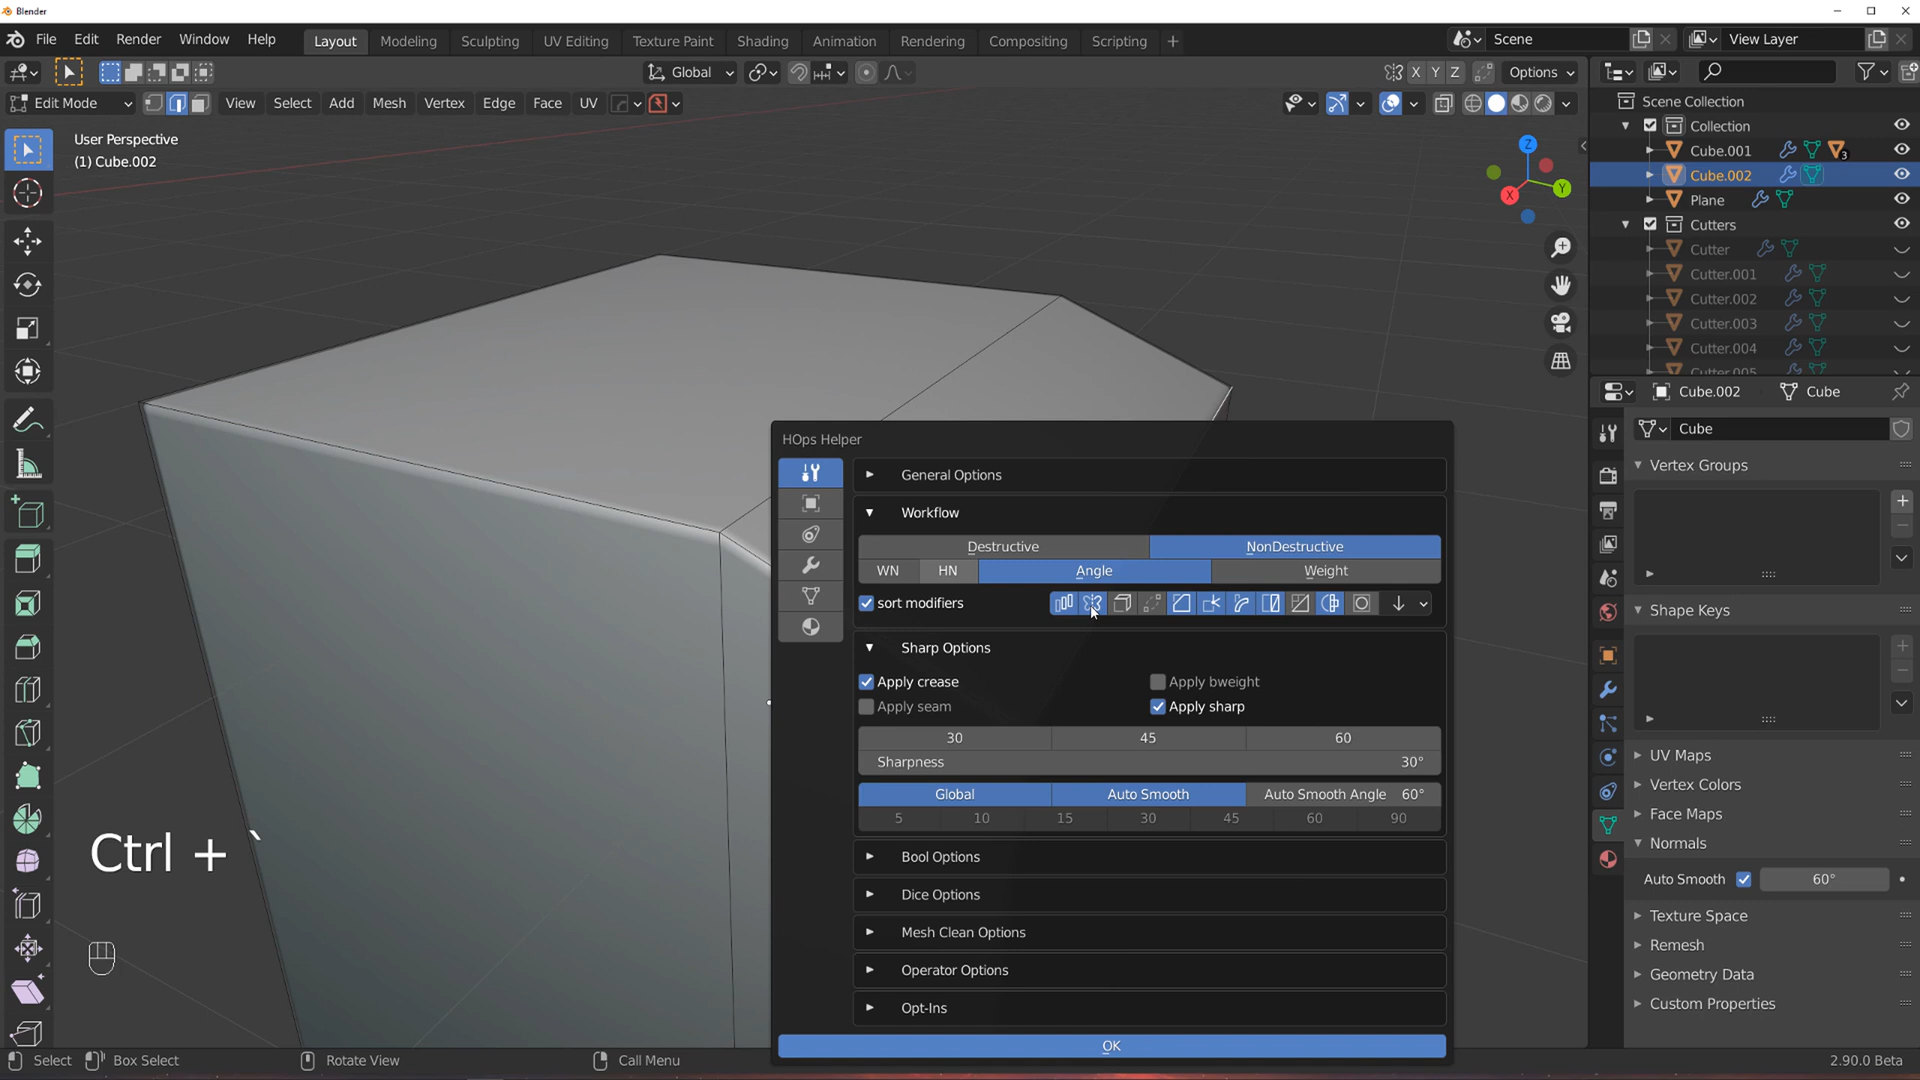 Blender
File Edit Render Window Help
Layout Modeling Sculpting UV Editing Texture Paint Shading Animation Rendering Compositing Scripting +
Scene
View Layer
Global
X Y Z
Options
Edit Mode
View Select Add Mesh Vertex Edge Face UV
User Perspective
(1) Cube.002
Z
X
Y
Scene Collection
Collection
Cube.001
3
Cube.002
Plane
Cutters
Cutter
Cutter.001
Cutter.002
Cutter.003
Cutter.004
Cutter.005
Cube.002
Cube
Cube
Vertex Groups
Shape Keys
UV Maps
Vertex Colors
Face Maps
Normals
Auto Smooth
60°
Texture Space
Remesh
Geometry Data
Custom Properties
HOps Helper
General Options
Workflow
Destructive NonDestructive
WN HN Angle Weight
sort modifiers
Sharp Options
Apply crease Apply bweight
Apply seam Apply sharp
30 45 60
Sharpness 30°
Global Auto Smooth Auto Smooth Angle 60°
5 10 15 30 45 60 90
Bool Options
Dice Options
Mesh Clean Options
Operator Options
Opt-Ins
OK
Ctrl + `
Select Box Select Rotate View Call Menu
2.90.0 Beta